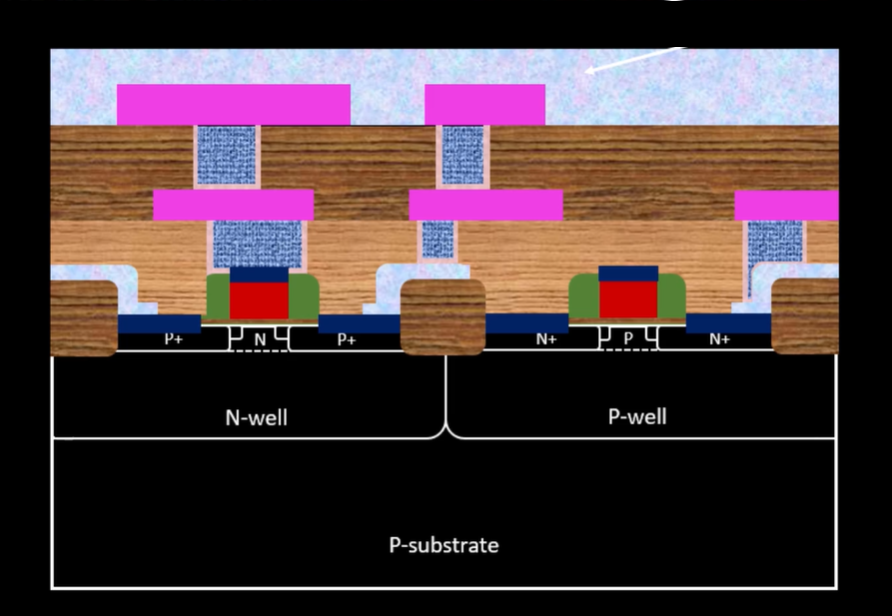 P+ N P+ N+ P N+
N-well P-well
P-substrate